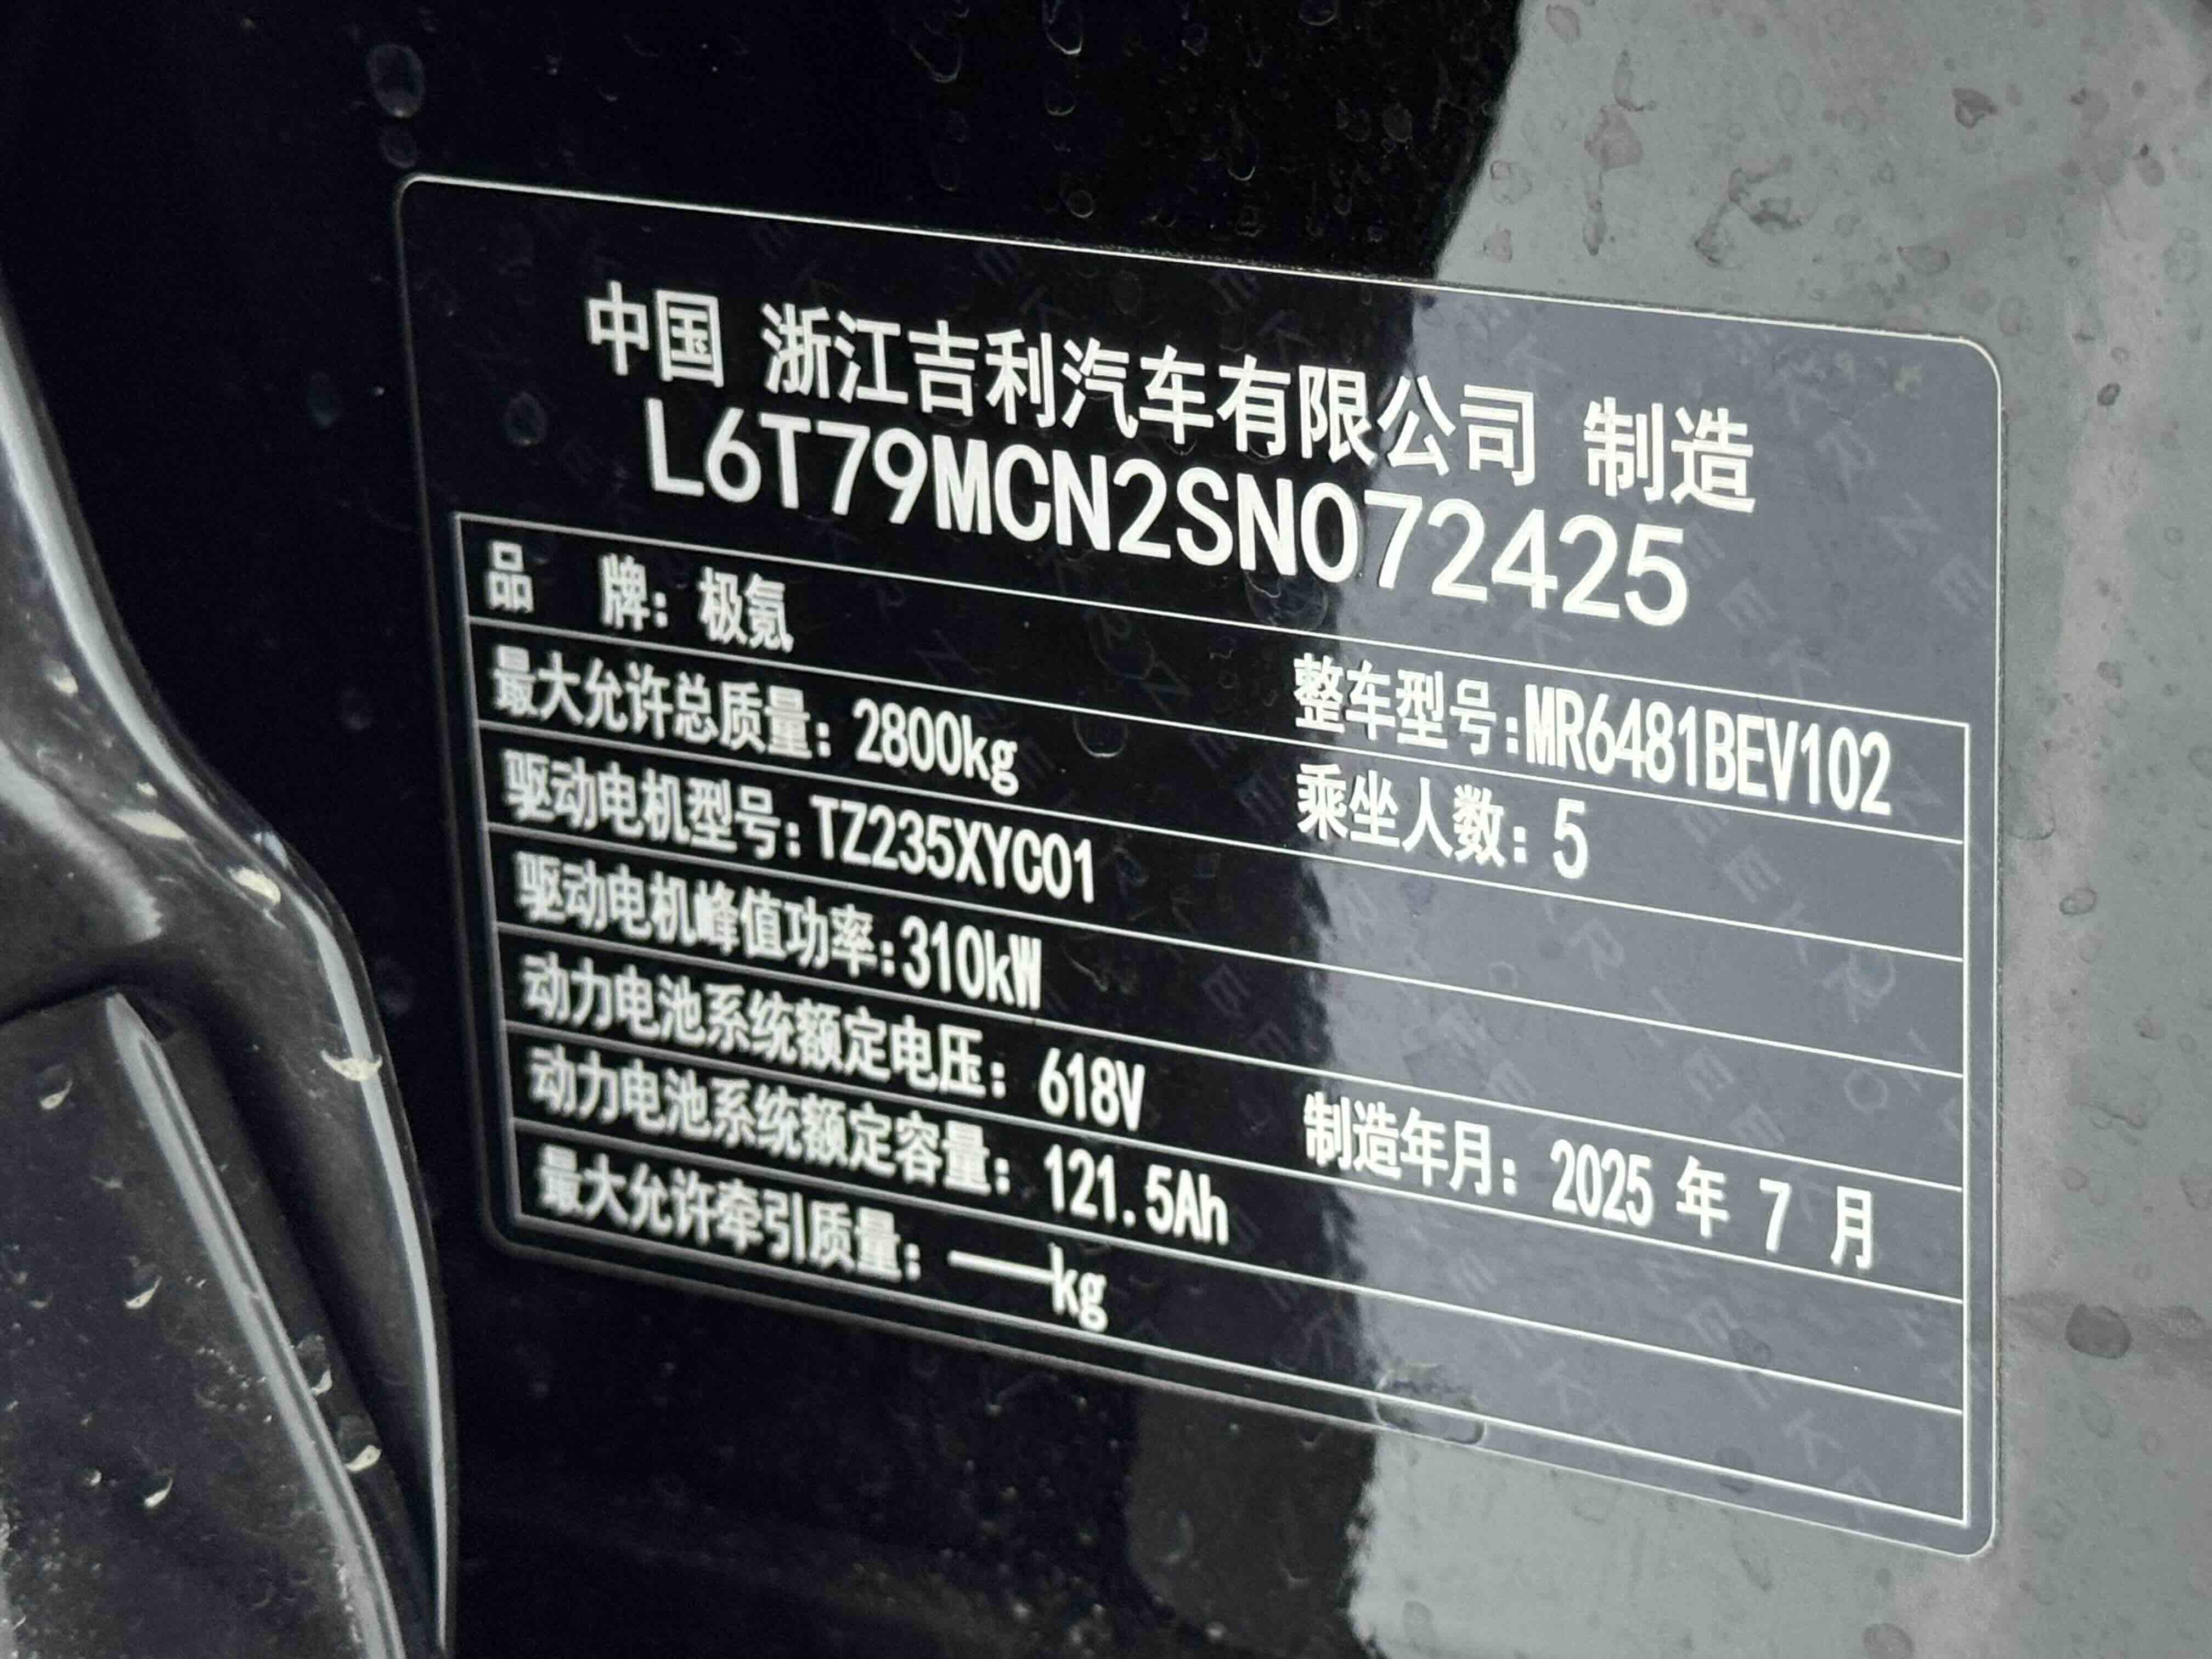 中国 浙江吉利汽车有限公司 制造
L6T79MCN2SN072425
品 牌：极氪 整车型号:MR6481BEV102
最大允许总质量：2800kg 乘坐人数：5
驱动电机型号：TZ235XYC01
驱动电机峰值功率:310kW
动力电池系统额定电压：618V 制造年月：2025 年 7 月
动力电池系统额定容量：121.5Ah
最大允许牵引质量：——kg